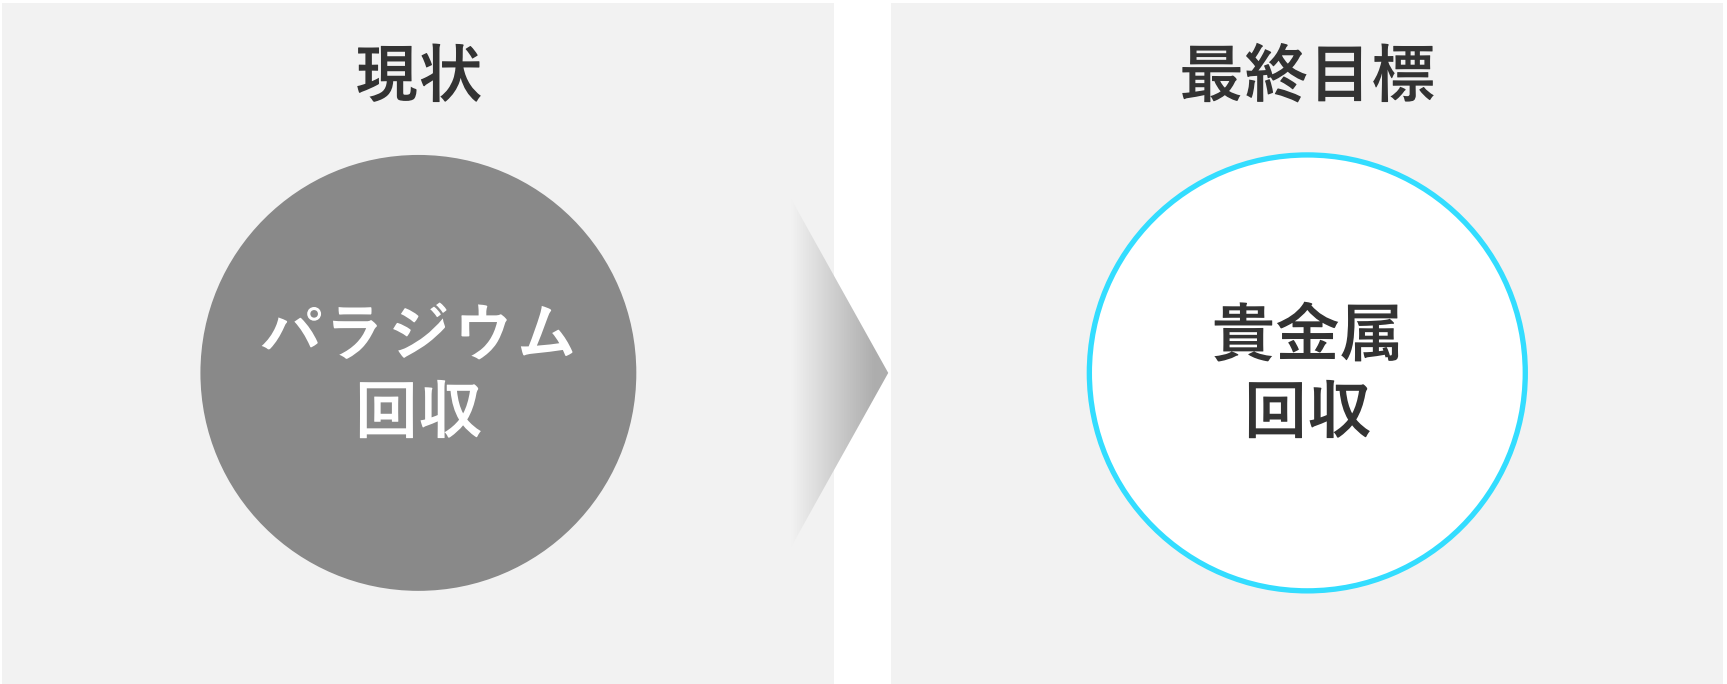 現状
パラジウム
回収
最終目標
貴金属
回収